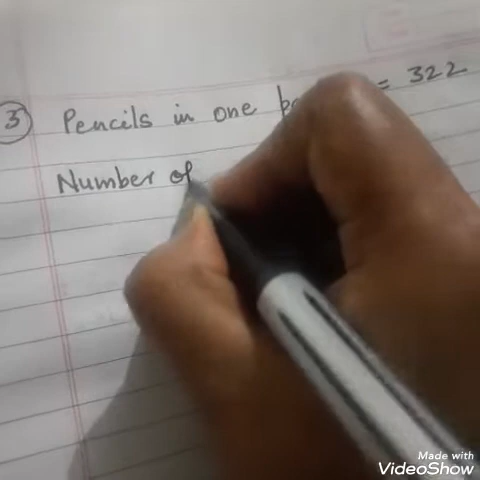 3 Pencils in one = 322
Number of
Made with
VideoShow